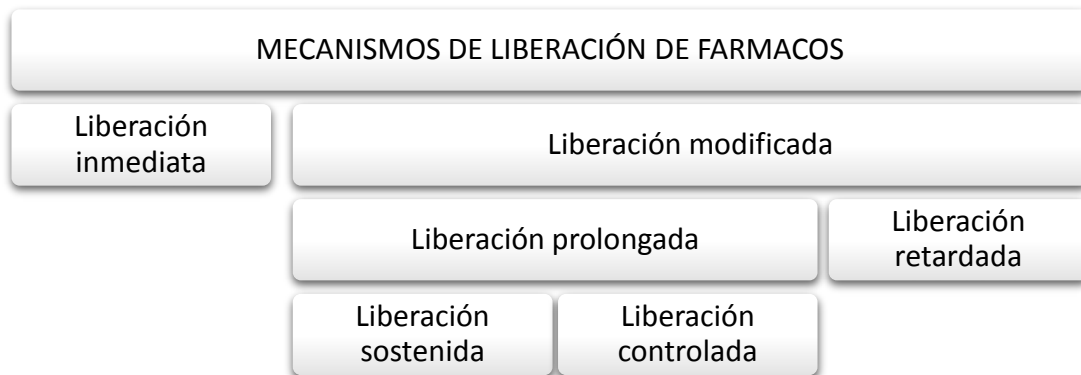 MECANISMOS DE LIBERACIÓN DE FARMACOS
Liberación
inmediata
Liberación modificada
Liberación prolongada
Liberación
retardada
Liberación
sostenida
Liberación
controlada